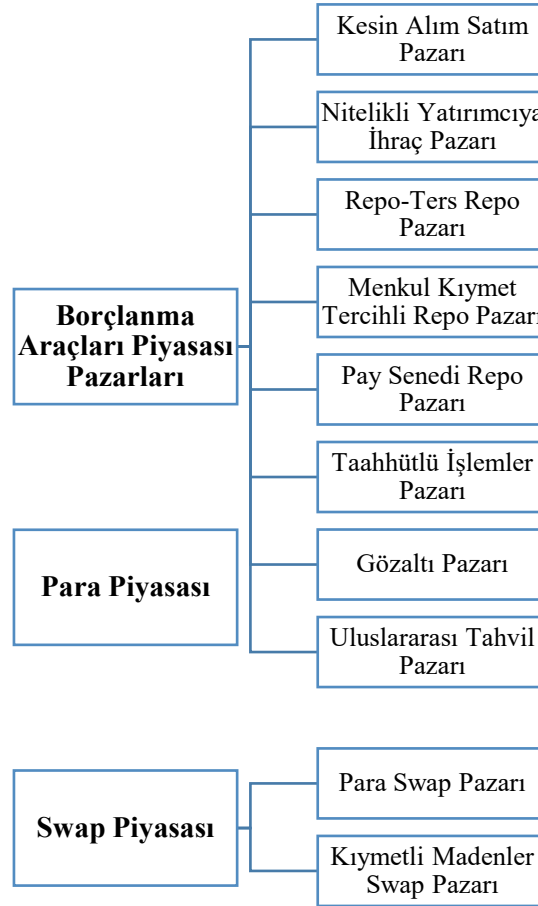 Kesin Alım Satım
Pazarı
Nitelikli Yatırımcıya
İhraç Pazarı
Repo-Ters Repo
Pazarı
Menkul Kıymet
Tercihli Repo Pazarı
Borçlanma
Araçları Piyasası
Pazarları
Pay Senedi Repo
Pazarı
Taahhütlü İşlemler
Pazarı
Para Piyasası
Gözaltı Pazarı
Uluslararası Tahvil
Pazarı
Swap Piyasası
Para Swap Pazarı
Kıymetli Madenler
Swap Pazarı